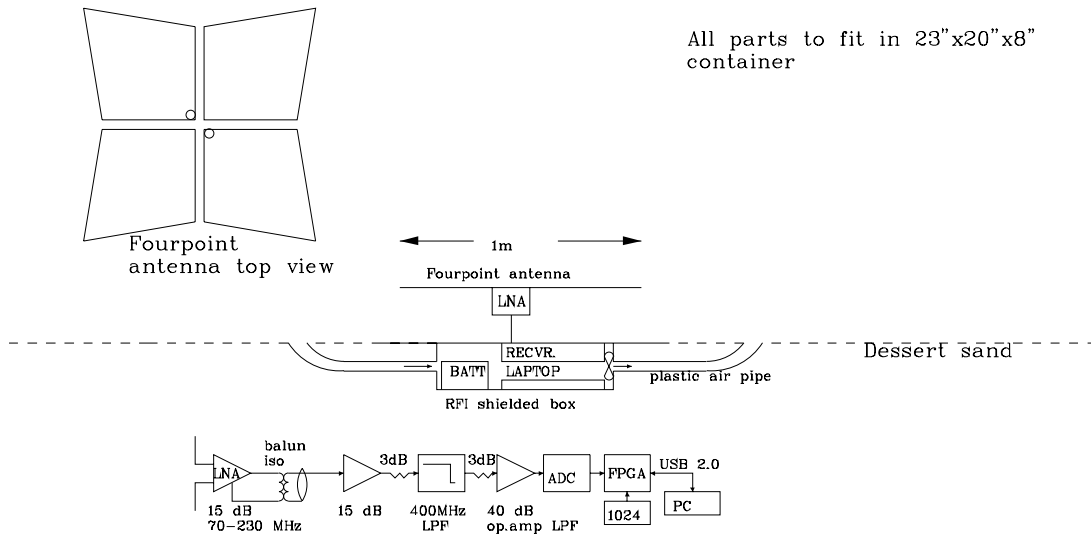 All parts to fit in 23"x20"x8"
container
Fourpoint
antenna top view
1m
Fourpoint antenna
LNA
Dessert sand
RECVR.
BATT
LAPTOP
plastic air pipe
RFI shielded box
balun
iso
LNA
3dB
3dB
ADC
FPGA
USB 2.0
PC
1024
15 dB
70-230 MHz
15 dB
400MHz
LPF
40 dB
op.amp LPF